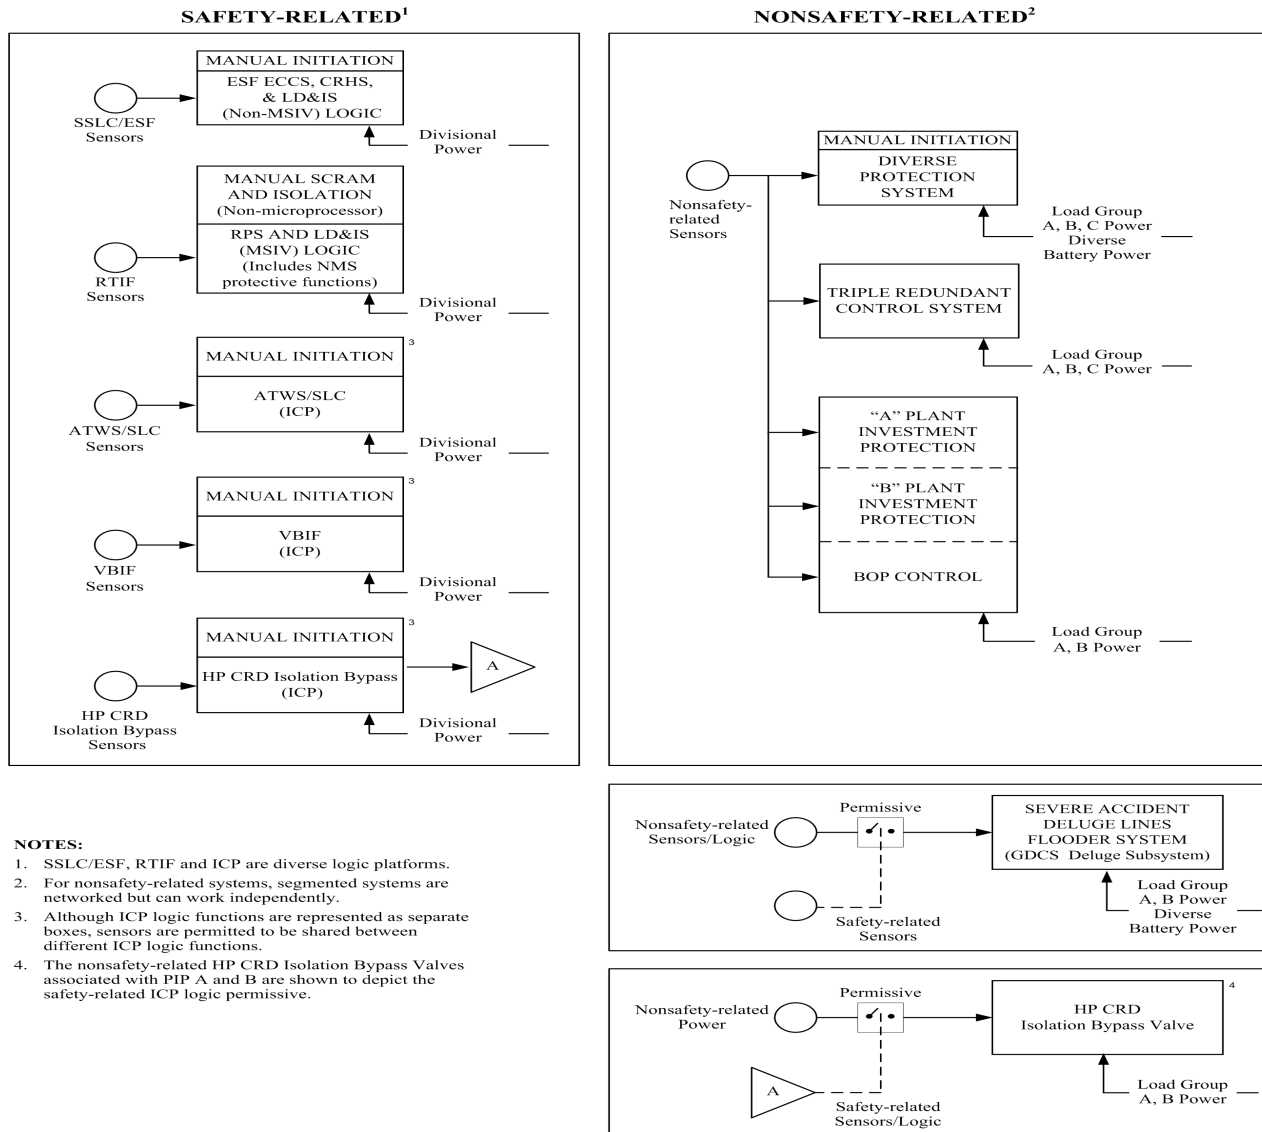 SAFETY-RELATED1
MANUAL INITIATION
ESF ECCS, CRHS,
& LD&IS
(Non-MSIV) LOGIC
SSLC/ESF
Sensors
Divisional
Power
MANUAL SCRAM
AND ISOLATION
(Non-microprocessor)
RPS AND LD&IS
(MSIV) LOGIC
(Includes NMS
protective functions)
RTIF
Sensors
Divisional
Power
3
MANUAL INITIATION
ATWS/SLC
(ICP)
ATWS/SLC
Sensors
Divisional
Power
3
MANUAL INITIATION
VBIF
(ICP)
VBIF
Sensors
Divisional
Power
3
MANUAL INITIATION
HP CRD Isolation Bypass
(ICP)
A
HP CRD
Isolation Bypass
Sensors
Divisional
Power
NONSAFETY-RELATED2
MANUAL INITIATION
DIVERSE
PROTECTION
SYSTEM
Nonsafety-
related
Sensors
Load Group
A, B, C Power
Diverse
Battery Power
TRIPLE REDUNDANT
CONTROL SYSTEM
Load Group
A, B, C Power
“A” PLANT
INVESTMENT
PROTECTION
“B” PLANT
INVESTMENT
PROTECTION
BOP CONTROL
Load Group
A, B Power
Nonsafety-related
Sensors/Logic
Permissive
SEVERE ACCIDENT
DELUGE LINES
FLOODER SYSTEM
(GDCS Deluge Subsystem)
Safety-related
Sensors
Load Group
A, B Power
Diverse
Battery Power
Nonsafety-related
Power
Permissive
4
HP CRD
Isolation Bypass Valve
A
Safety-related
Sensors/Logic
Load Group
A, B Power
NOTES:
1. SSLC/ESF, RTIF and ICP are diverse logic platforms.
2. For nonsafety-related systems, segmented systems are
networked but can work independently.
3. Although ICP logic functions are represented as separate
boxes, sensors are permitted to be shared between
different ICP logic functions.
4. The nonsafety-related HP CRD Isolation Bypass Valves
associated with PIP A and B are shown to depict the
safety-related ICP logic permissive.